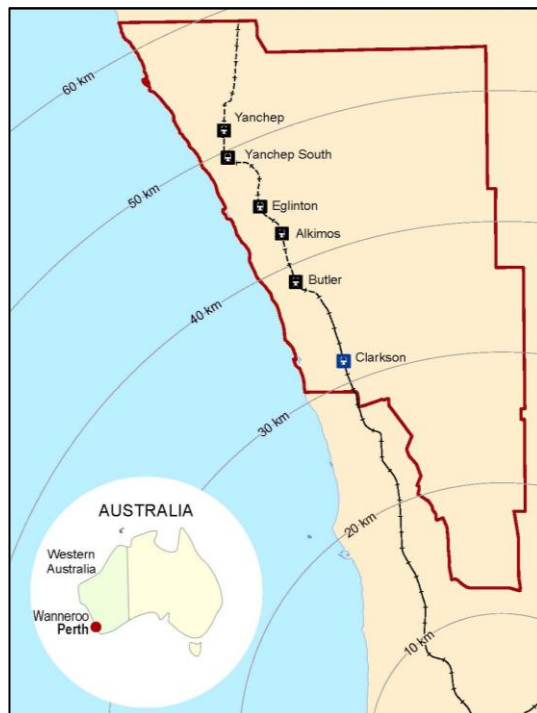 60 km
Yanchep
Yanchep South
50 km
Eglinton
Alkimos
Butler
40 km
Clarkson
30 km
20 km
10 km
AUSTRALIA
Western
Australia
Wanneroo
Perth